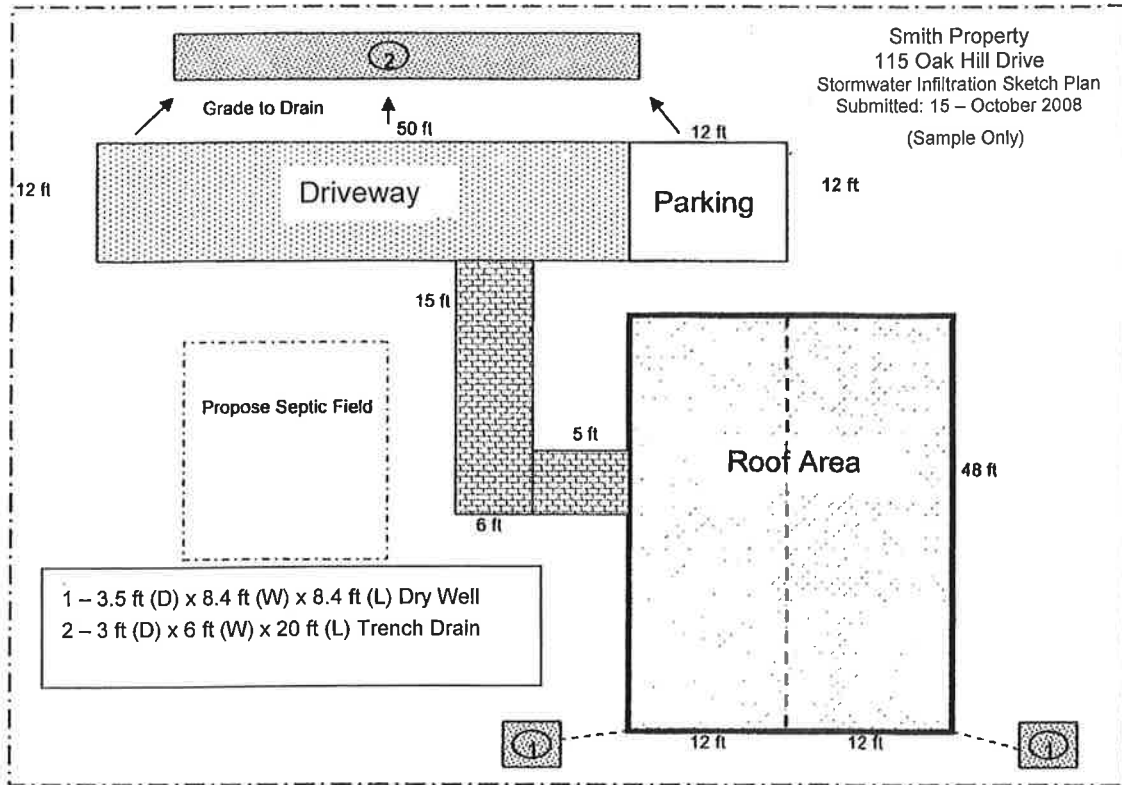 Smith Property
115 Oak Hill Drive
Stormwater Infiltration Sketch Plan
Submitted: 15 – October 2008
(Sample Only)
2
Grade to Drain
50 ft
12 ft
12 ft
Driveway
Parking
12 ft
15 ft
Propose Septic Field
5 ft
Roof Area
48 ft
6 ft
1 – 3.5 ft (D) x 8.4 ft (W) x 8.4 ft (L) Dry Well
2 – 3 ft (D) x 6 ft (W) x 20 ft (L) Trench Drain
1
12 ft
12 ft
1